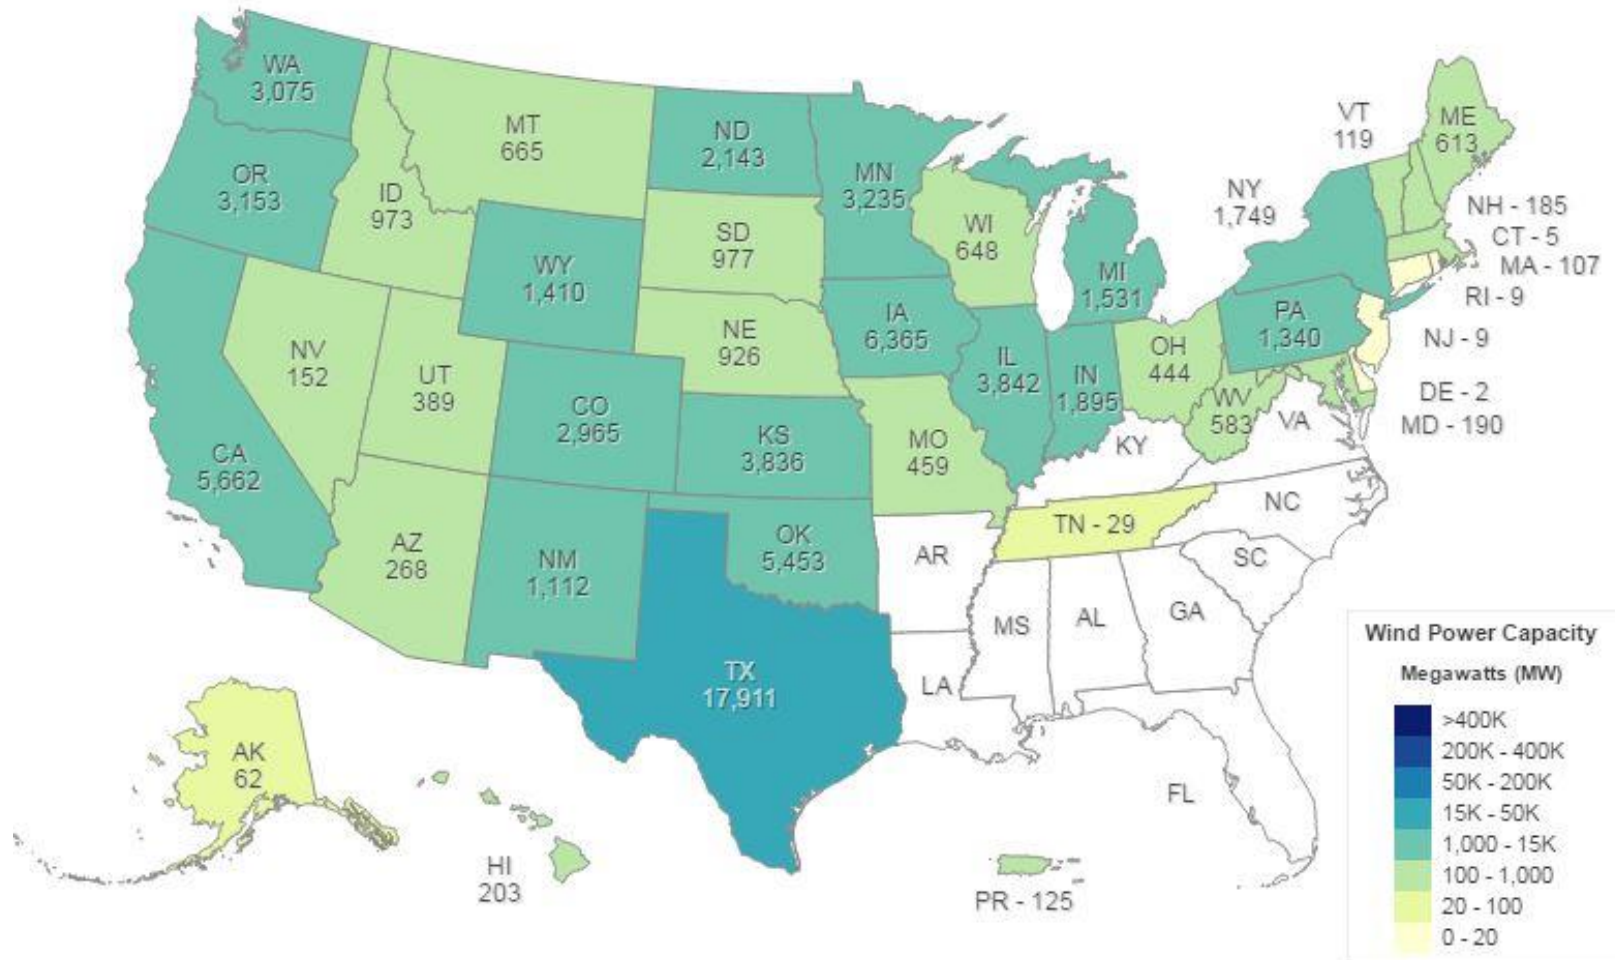 WA
3,075
OR
3,153
CA
5,662
ID
973
NV
152
MT
665
WY
1,410
UT
389
AZ
268
CO
2,965
NM
1,112
ND
2,143
SD
977
NE
926
KS
3,836
OK
5,453
TX
17,911
MN
3,235
IA
6,365
MO
459
AR
LA
WI
648
IL
3,842
MI
1,531
IN
1,895
OH
444
KY
TN - 29
MS
AL
GA
FL
SC
NC
VA
WV
583
PA
1,340
NY
1,749
VT
119
ME
613
NH - 185
CT - 5
MA - 107
RI - 9
NJ - 9
DE - 2
MD - 190
AK
62
HI
203
PR - 125
Wind Power Capacity
Megawatts (MW)
>400K
200K - 400K
50K - 200K
15K - 50K
1,000 - 15K
100 - 1,000
20 - 100
0 - 20